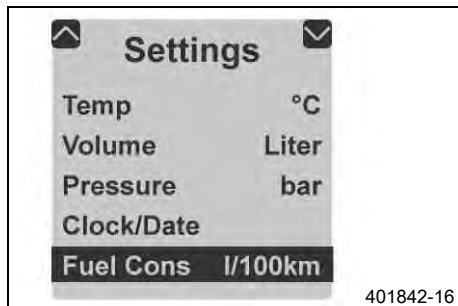 Settings
Temp °C
Volume Liter
Pressure bar
Clock/Date
Fuel Cons l/100km
401842-16